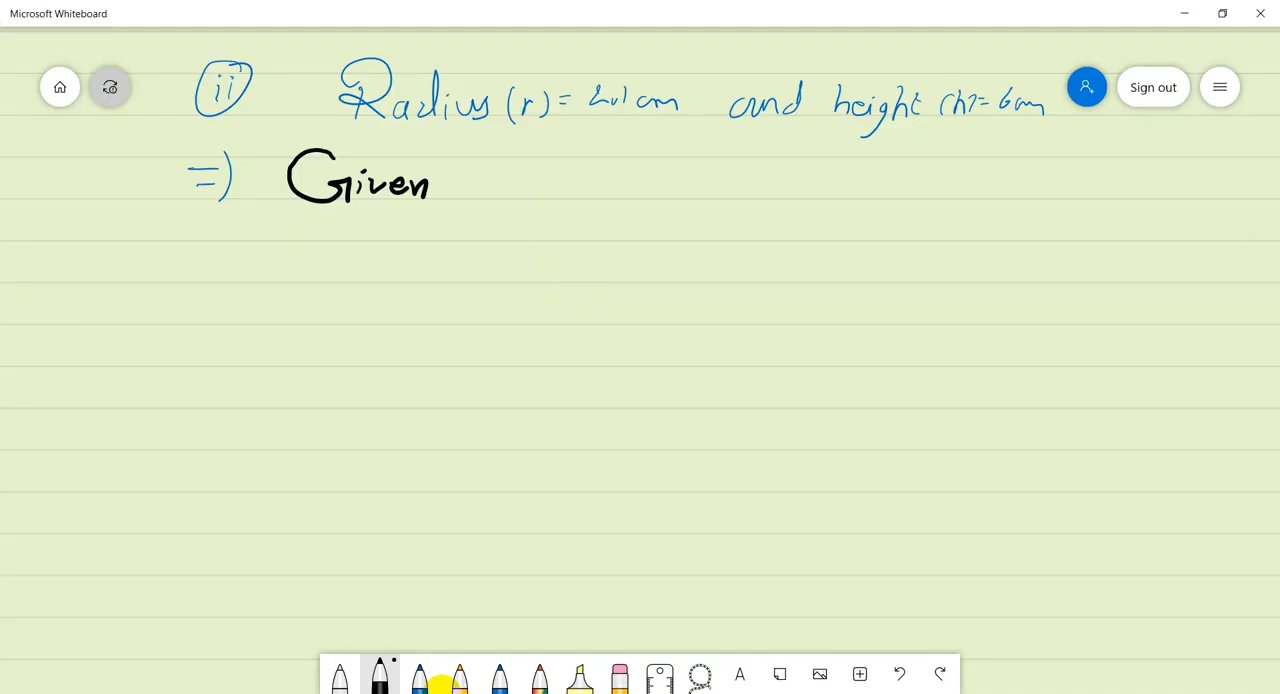 Microsoft Whiteboard
Sign out
(ii) Radius (r) = 2.1 cm and height (h) = 6 cm
=) Given